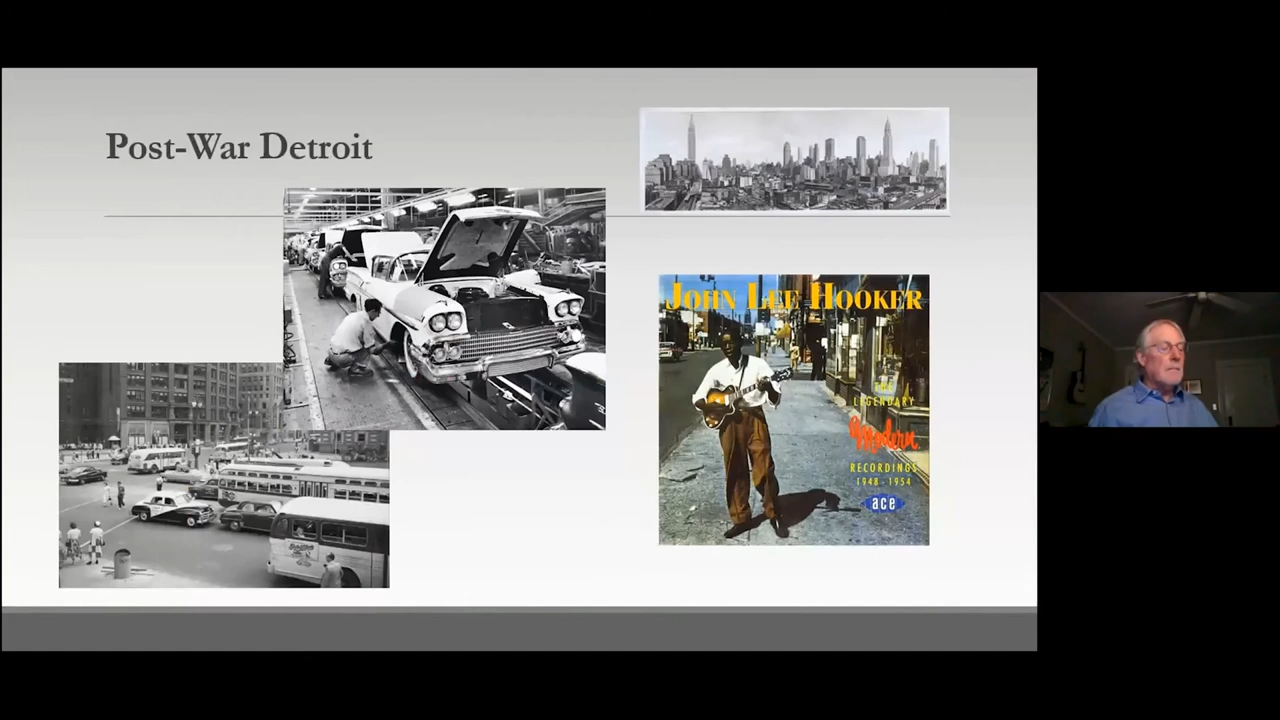 Post-War Detroit
JOHN LEE HOOKER
LEGENDARY
Modern
RECORDINGS
1948 - 1954
ace